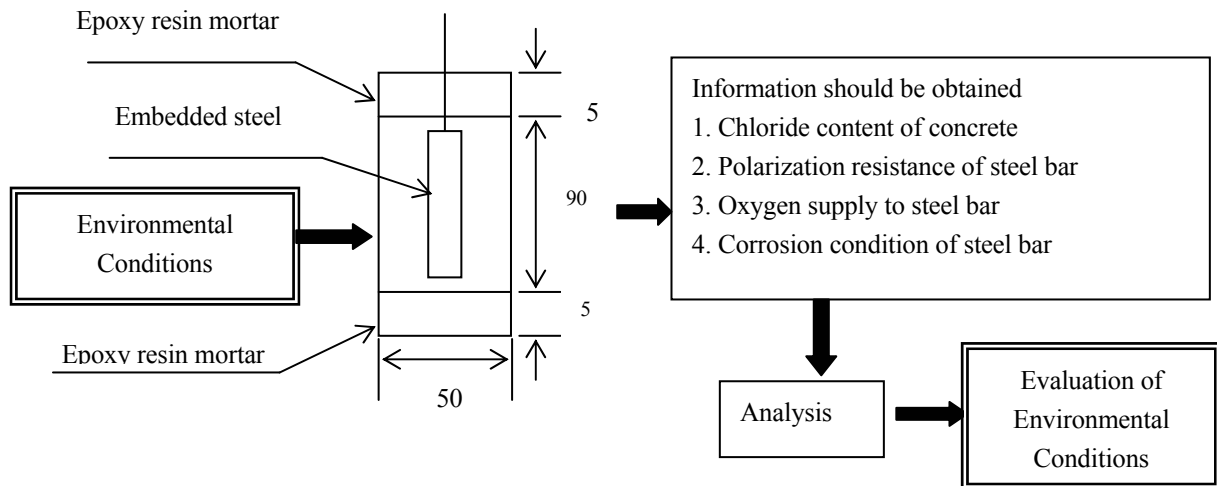 Epoxy resin mortar
Embedded steel
Environmental
Conditions
Epoxy resin mortar
5
90
5
50
Information should be obtained
1. Chloride content of concrete
2. Polarization resistance of steel bar
3. Oxygen supply to steel bar
4. Corrosion condition of steel bar
Analysis
Evaluation of
Environmental
Conditions